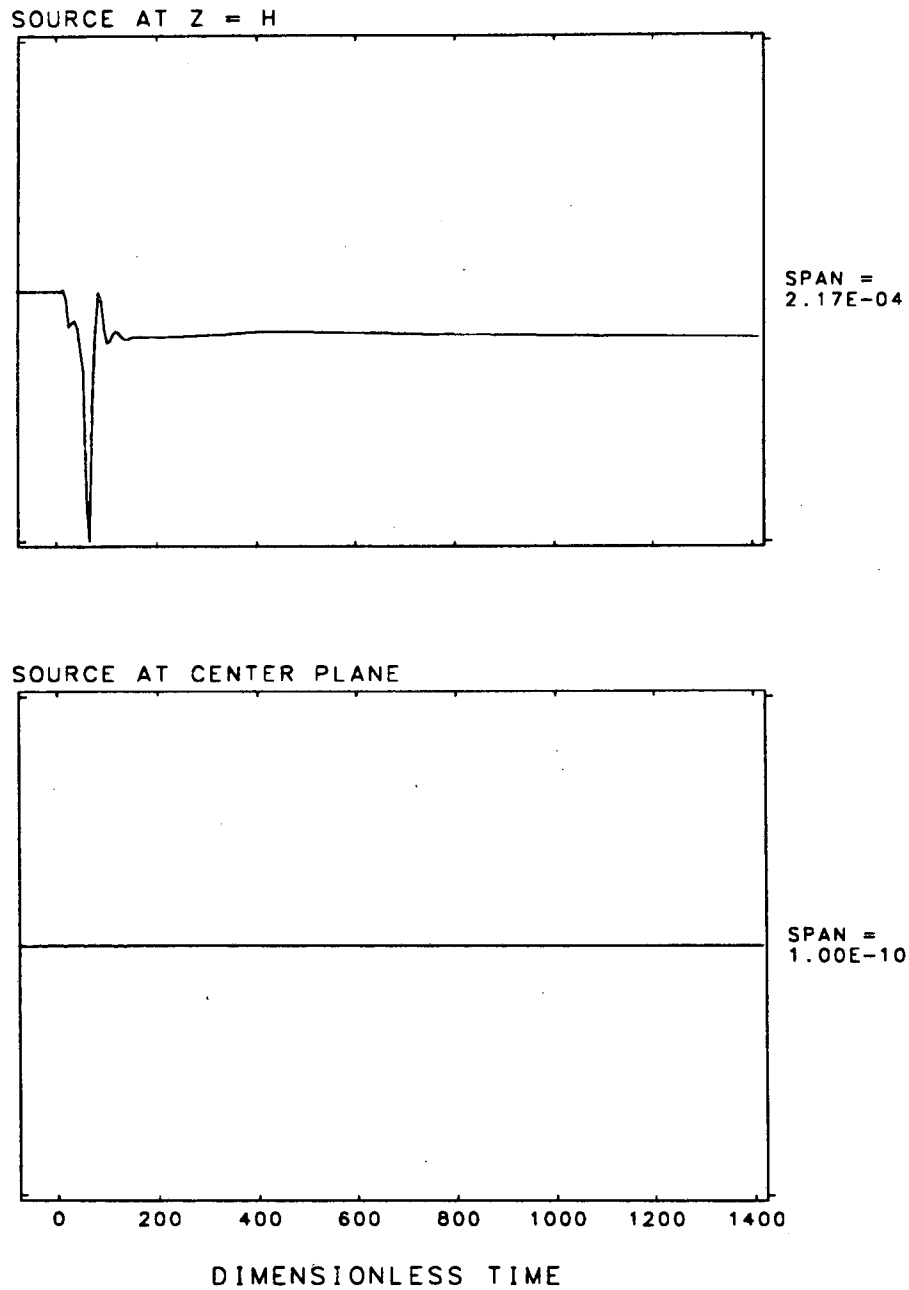 SOURCE AT Z = H
SPAN =
2.17E-04
SOURCE AT CENTER PLANE
SPAN =
1.00E-10
0 200 400 600 800 1000 1200 1400
DIMENSIONLESS TIME